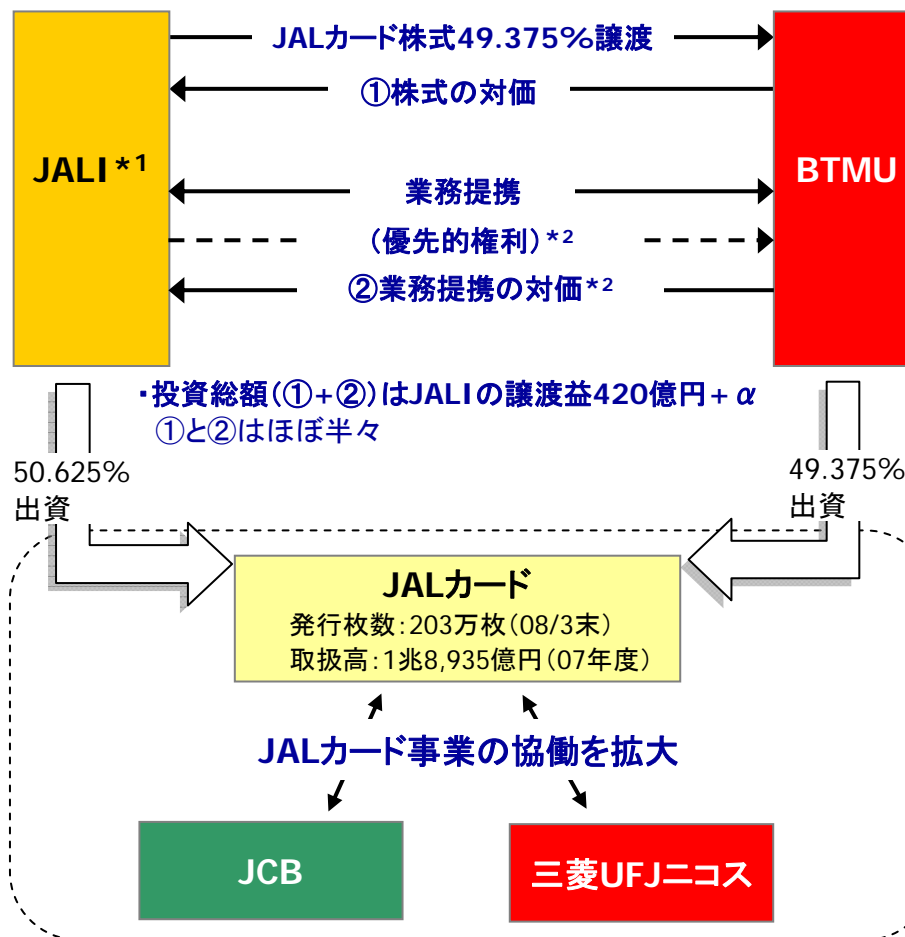 JALカード株式49.375%譲渡
①株式の対価
JALI*1
BTMU
業務提携
(優先的権利)*2
②業務提携の対価*2
・投資総額(①+②)はJALIの譲渡益420億円+α
①と②はほぼ半々
50.625%
出資
49.375%
出資
JALカード
発行枚数:203万枚(08/3末)
取扱高:1兆8,935億円(07年度)
JALカード事業の協働を拡大
JCB
三菱UFJニコス